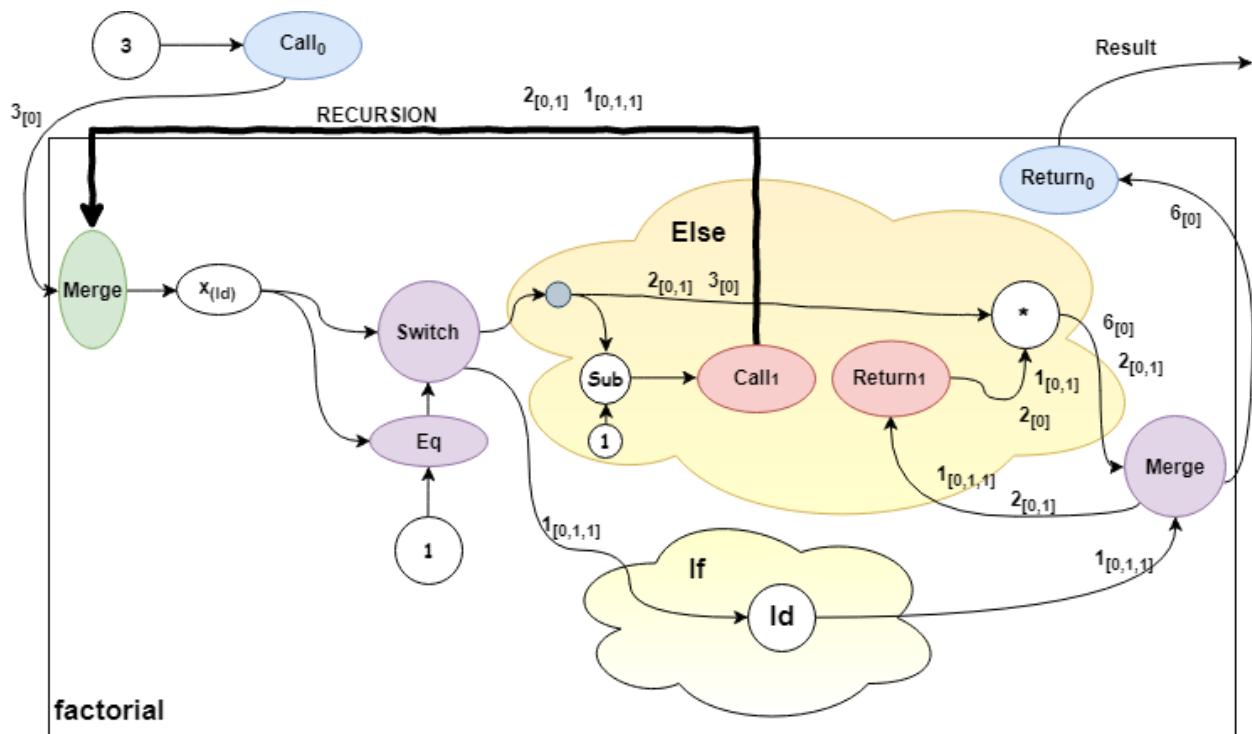 3
Call₀
Result
3[0]
RECURSION
2[0,1] 1[0,1,1]
Return₀
6[0]
Else
Merge
x(Id)
Switch
2[0,1] 3[0]
*
6[0]
2[0,1]
Sub
Call₁
Return₁
1[0,1]
2[0]
1
Eq
Merge
1[0,1,1]
2[0,1]
1
1[0,1,1]
If
Id
1[0,1,1]
factorial